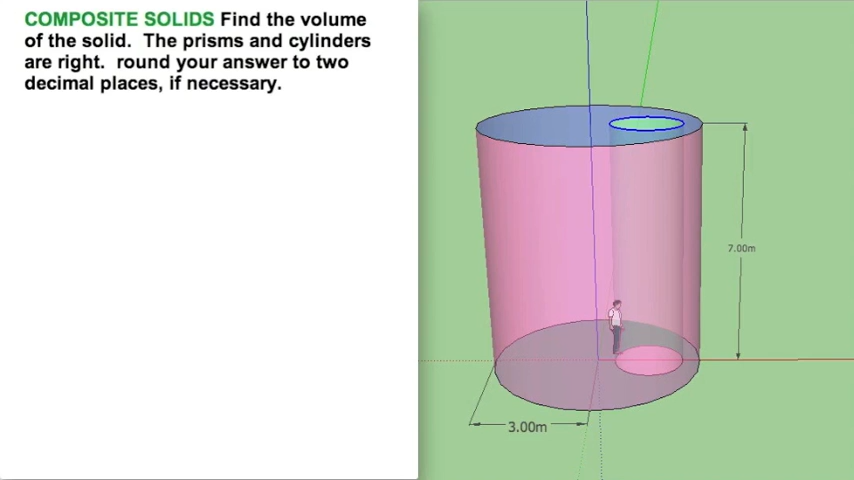 COMPOSITE SOLIDS Find the volume
of the solid. The prisms and cylinders
are right. round your answer to two
decimal places, if necessary.
7.00m
3.00m